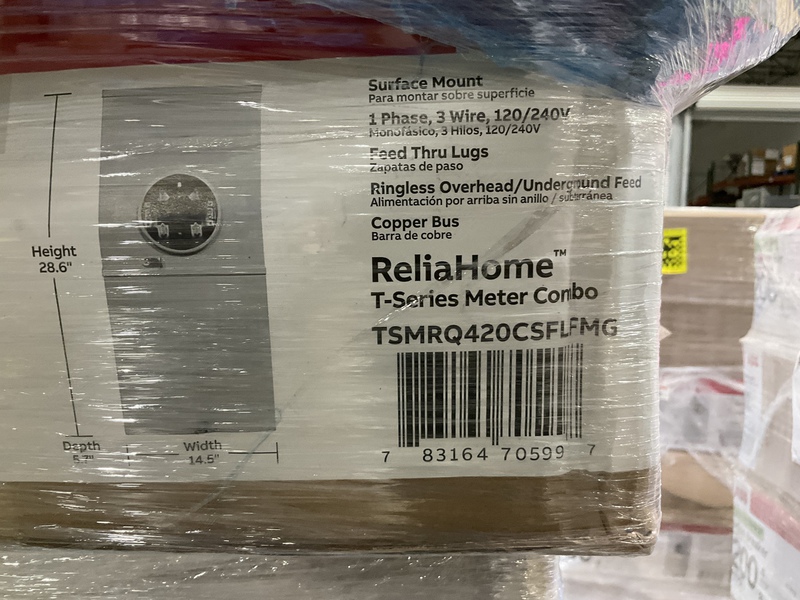 Surface Mount
Para montar sobre superficie
1 Phase, 3 Wire, 120/240V
Monofásico, 3 Hilos, 120/240V
Feed Thru Lugs
Zapatas de paso
Ringless Overhead/Underground Feed
Alimentación por arriba sin anillo / subterránea
Copper Bus
Barra de cobre
ReliaHome™
T-Series Meter Combo
TSMRQ420CSFLFMG
7 83164 70599 7
Height
28.6"
Depth
Width
14.5"